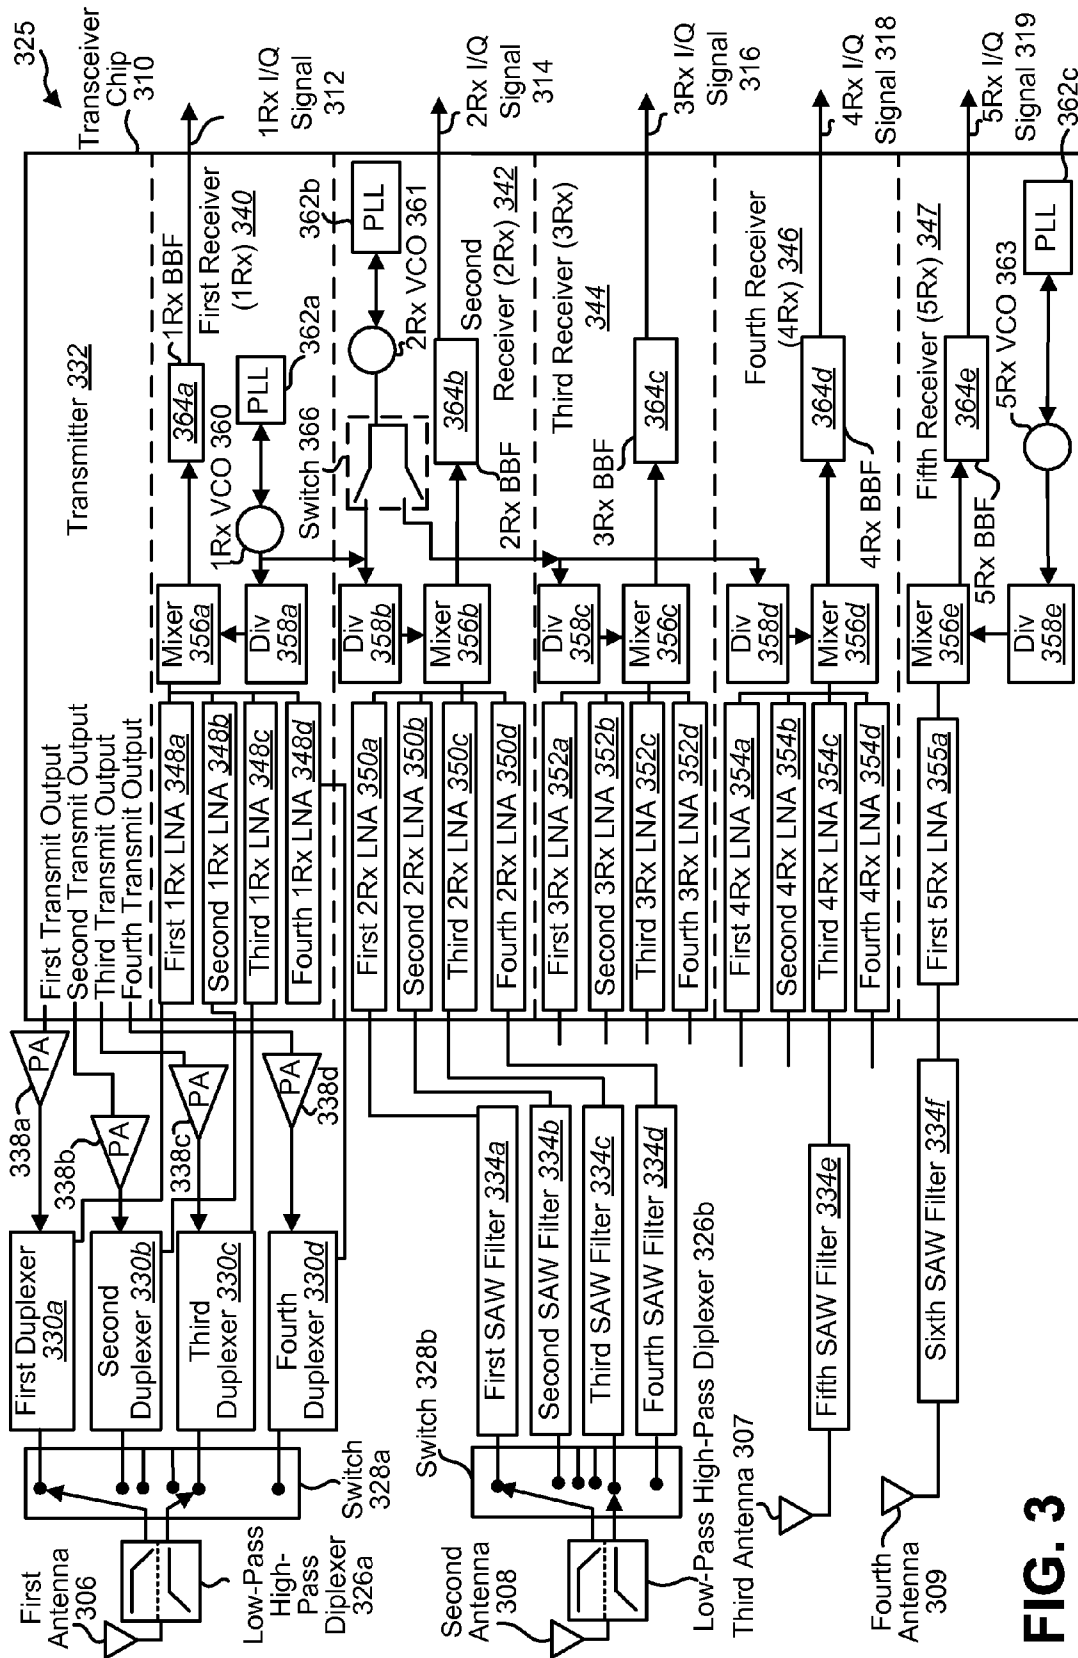 325
Transceiver
Chip
310
Transmitter 332
First Transmit Output
Second Transmit Output
Third Transmit Output
Fourth Transmit Output
338a
PA
338b
PA
338c
PA
338d
PA
First Duplexer
330a
Second
Duplexer 330b
Third
Duplexer 330c
Fourth
Duplexer 330d
Switch
328a
First
Antenna
306
Low-Pass
High-
Pass
Diplexer
326a
First 1Rx LNA 348a
Second 1Rx LNA 348b
Third 1Rx LNA 348c
Fourth 1Rx LNA 348d
Mixer
356a
Div
358a
1Rx VCO 360
PLL
362a
364a
1Rx BBF
First Receiver
(1Rx) 340
1Rx I/Q
Signal
312
Second
Antenna
308
Switch 328b
Low-Pass High-Pass Diplexer 326b
First SAW Filter 334a
Second SAW Filter 334b
Third SAW Filter 334c
Fourth SAW Filter 334d
First 2Rx LNA 350a
Second 2Rx LNA 350b
Third 2Rx LNA 350c
Fourth 2Rx LNA 350d
Div
358b
Mixer
356b
Switch 366
2Rx VCO 361
PLL
362b
364b
2Rx BBF
Second
Receiver (2Rx) 342
2Rx I/Q
Signal
314
First 3Rx LNA 352a
Second 3Rx LNA 352b
Third 3Rx LNA 352c
Fourth 3Rx LNA 352d
Div
358c
Mixer
356c
3Rx BBF
364c
Third Receiver (3Rx)
344
3Rx I/Q
Signal
316
Third Antenna 307
Fifth SAW Filter 334e
First 4Rx LNA 354a
Second 4Rx LNA 354b
Third 4Rx LNA 354c
Fourth 4Rx LNA 354d
Div
358d
Mixer
356d
364d
4Rx BBF
Fourth Receiver
(4Rx) 346
4Rx I/Q
Signal 318
Fourth
Antenna
309
Sixth SAW Filter 334f
First 5Rx LNA 355a
Mixer
356e
Div
358e
5Rx BBF
364e
Fifth Receiver (5Rx) 347
5Rx VCO 363
PLL
362c
5Rx I/Q
Signal 319
FIG. 3